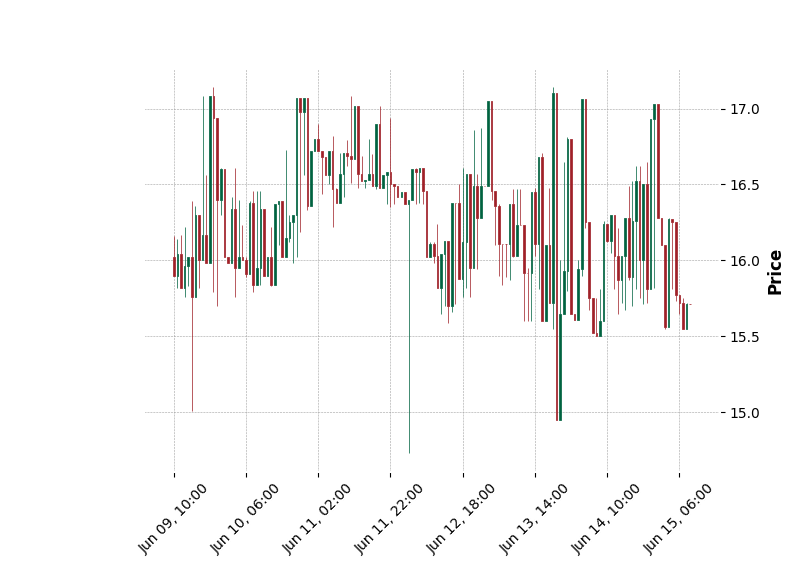 17.0
16.5
16.0
15.5
15.0
Price
Jun 09, 10:00
Jun 10, 06:00
Jun 11, 02:00
Jun 11, 22:00
Jun 12, 18:00
Jun 13, 14:00
Jun 14, 10:00
Jun 15, 06:00